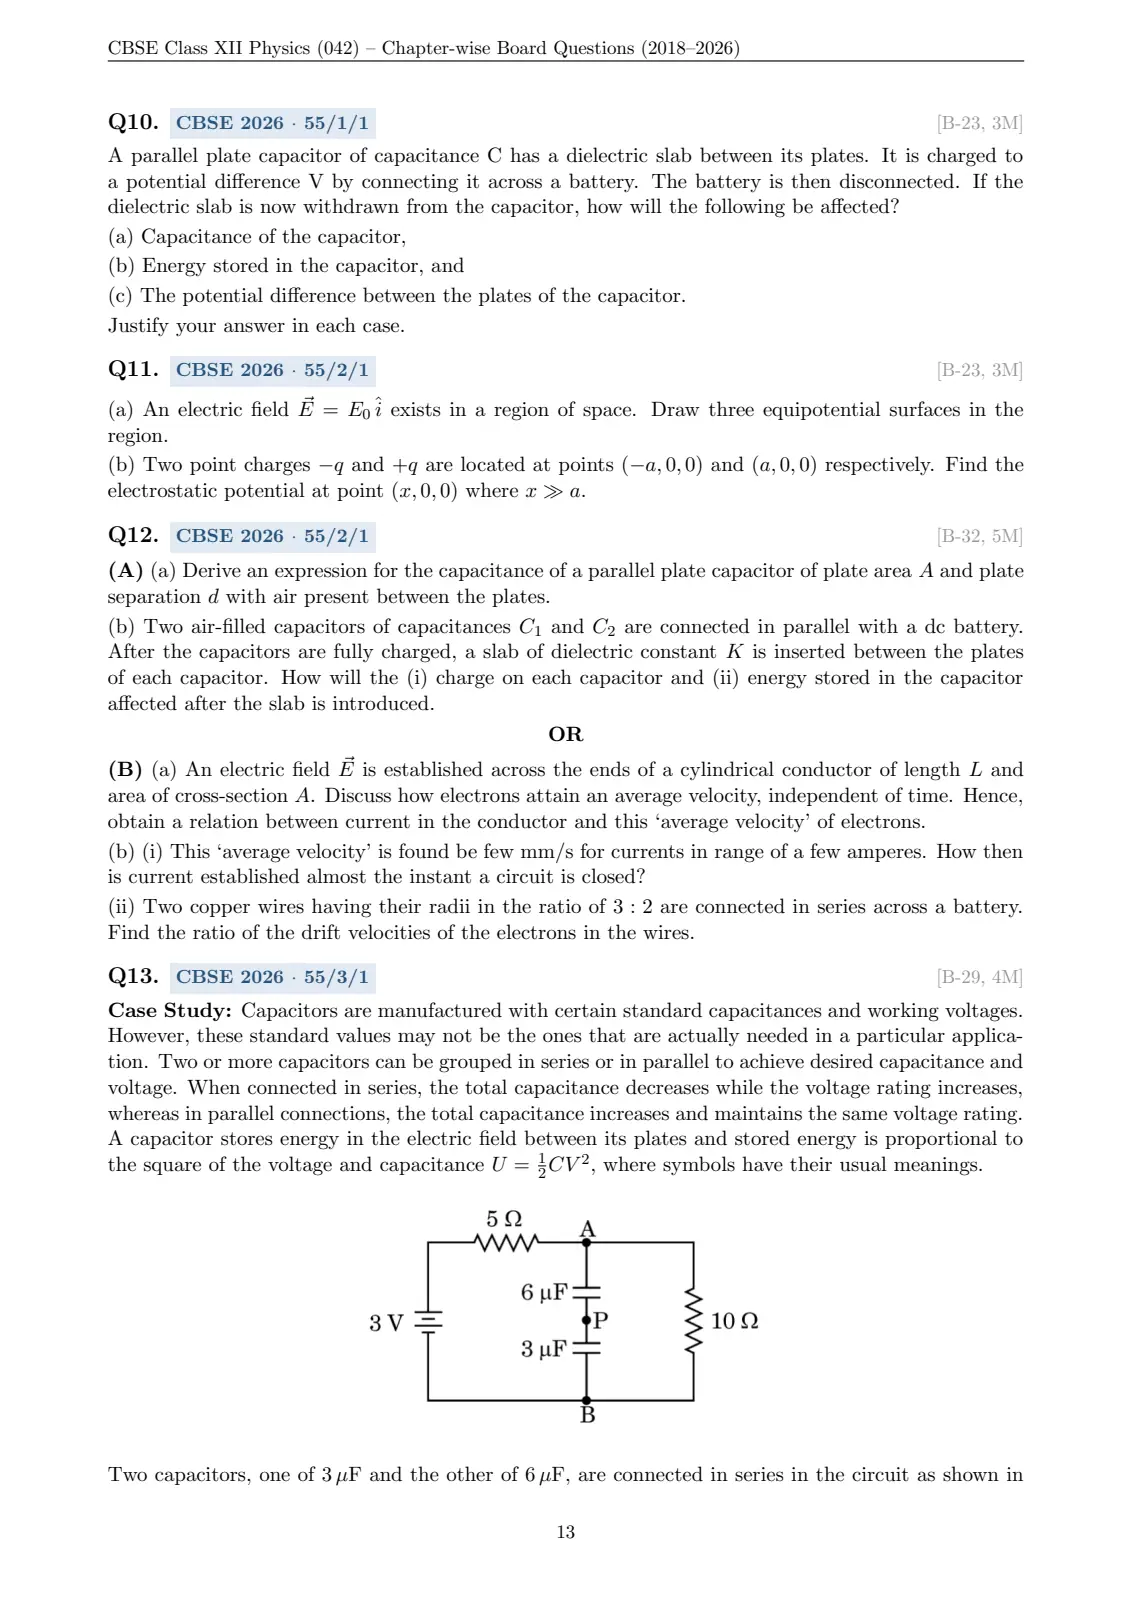 CBSE Class XII Physics (042) – Chapter-wise Board Questions (2018–2026)
Q10. CBSE 2026 · 55/1/1 [B-23, 3M]
A parallel plate capacitor of capacitance C has a dielectric slab between its plates. It is charged to
a potential difference V by connecting it across a battery. The battery is then disconnected. If the
dielectric slab is now withdrawn from the capacitor, how will the following be affected?
(a) Capacitance of the capacitor,
(b) Energy stored in the capacitor, and
(c) The potential difference between the plates of the capacitor.
Justify your answer in each case.
Q11. CBSE 2026 · 55/2/1 [B-23, 3M]
(a) An electric field $\vec{E} = E_0\,\hat{i}$ exists in a region of space. Draw three equipotential surfaces in the
region.
(b) Two point charges −q and +q are located at points (−a, 0, 0) and (a, 0, 0) respectively. Find the
electrostatic potential at point (x, 0, 0) where x ≫ a.
Q12. CBSE 2026 · 55/2/1 [B-32, 5M]
(A) (a) Derive an expression for the capacitance of a parallel plate capacitor of plate area A and plate
separation d with air present between the plates.
(b) Two air-filled capacitors of capacitances C₁ and C₂ are connected in parallel with a dc battery.
After the capacitors are fully charged, a slab of dielectric constant K is inserted between the plates
of each capacitor. How will the (i) charge on each capacitor and (ii) energy stored in the capacitor
affected after the slab is introduced.
OR
(B) (a) An electric field $\vec{E}$ is established across the ends of a cylindrical conductor of length L and
area of cross-section A. Discuss how electrons attain an average velocity, independent of time. Hence,
obtain a relation between current in the conductor and this ‘average velocity’ of electrons.
(b) (i) This ‘average velocity’ is found be few mm/s for currents in range of a few amperes. How then
is current established almost the instant a circuit is closed?
(ii) Two copper wires having their radii in the ratio of 3 : 2 are connected in series across a battery.
Find the ratio of the drift velocities of the electrons in the wires.
Q13. CBSE 2026 · 55/3/1 [B-29, 4M]
Case Study: Capacitors are manufactured with certain standard capacitances and working voltages.
However, these standard values may not be the ones that are actually needed in a particular applica-
tion. Two or more capacitors can be grouped in series or in parallel to achieve desired capacitance and
voltage. When connected in series, the total capacitance decreases while the voltage rating increases,
whereas in parallel connections, the total capacitance increases and maintains the same voltage rating.
A capacitor stores energy in the electric field between its plates and stored energy is proportional to
the square of the voltage and capacitance $U = \frac{1}{2}CV^2$, where symbols have their usual meanings.
5 Ω
A
6 µF
P
3 V
10 Ω
3 µF
B
Two capacitors, one of 3 µF and the other of 6 µF, are connected in series in the circuit as shown in
13